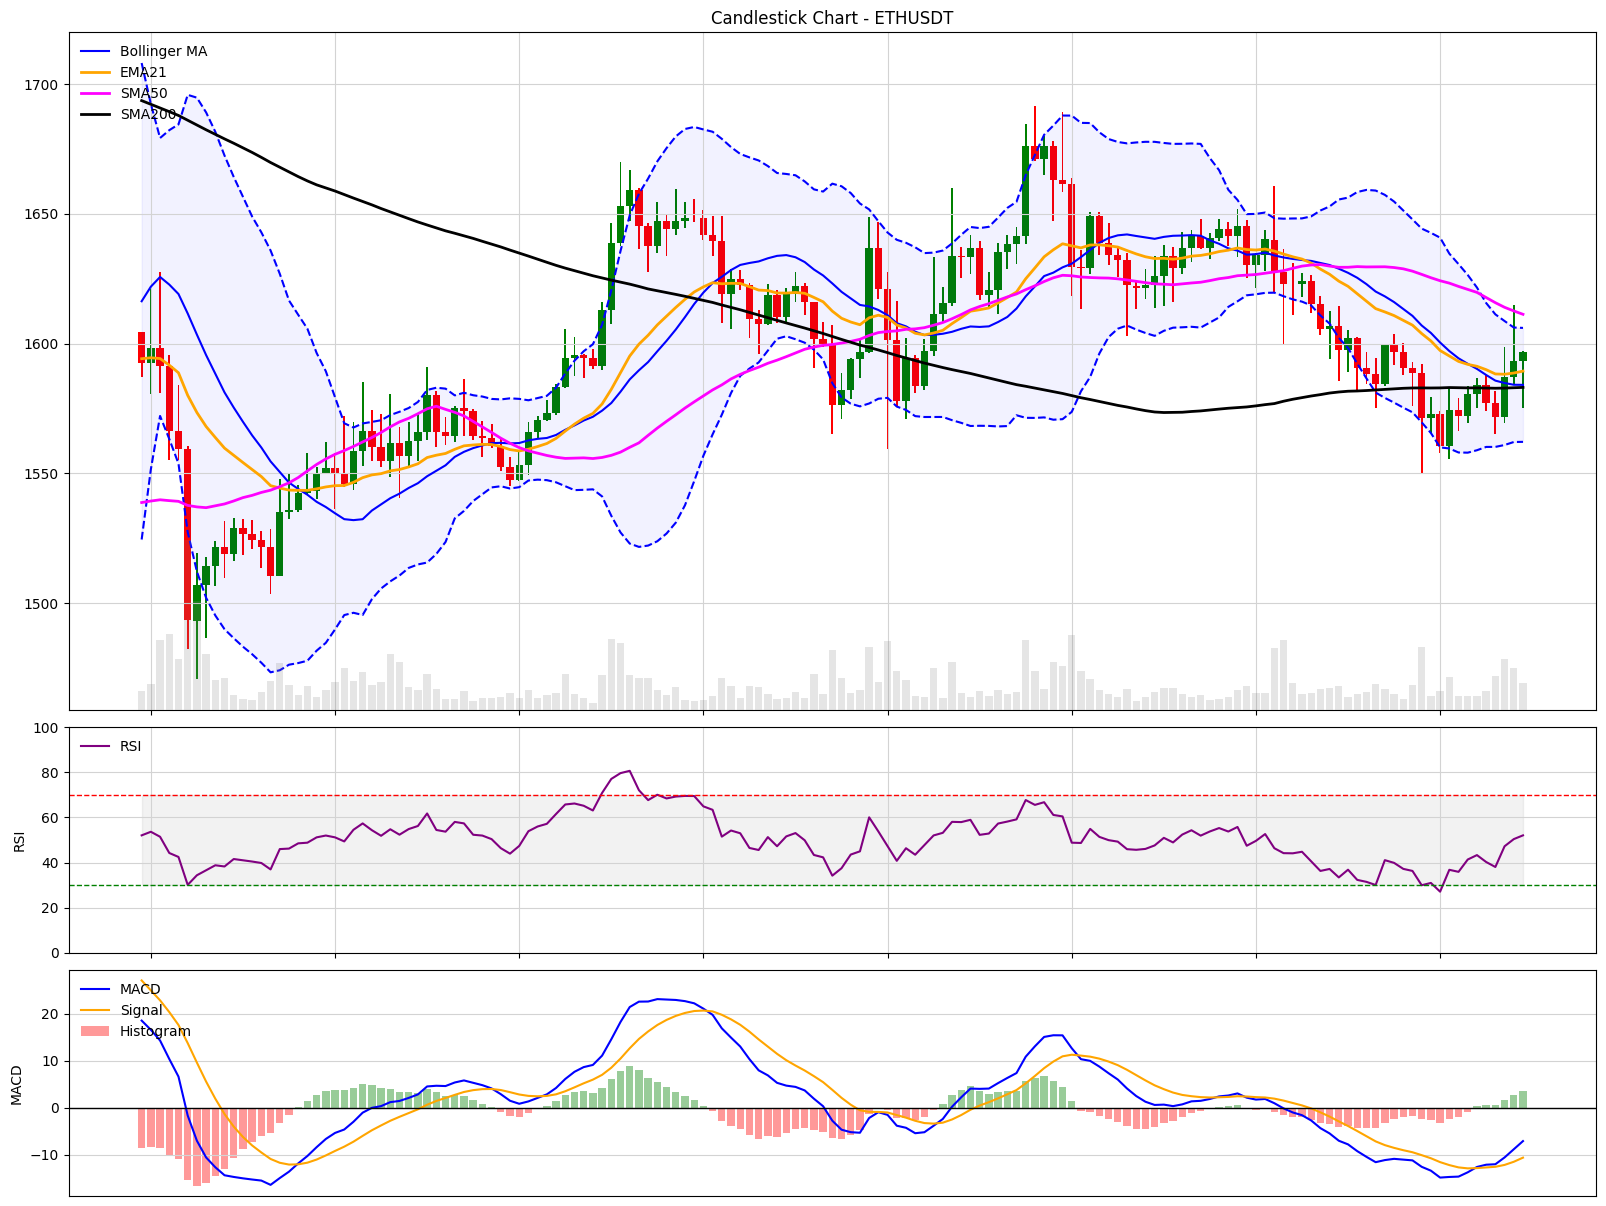 Candlestick Chart - ETHUSDT
Bollinger MA
EMA21
SMA50
SMA200
1700
1650
1600
1550
1500
RSI
RSI
100
80
60
40
20
0
MACD
Signal
Histogram
MACD
20
10
0
−10